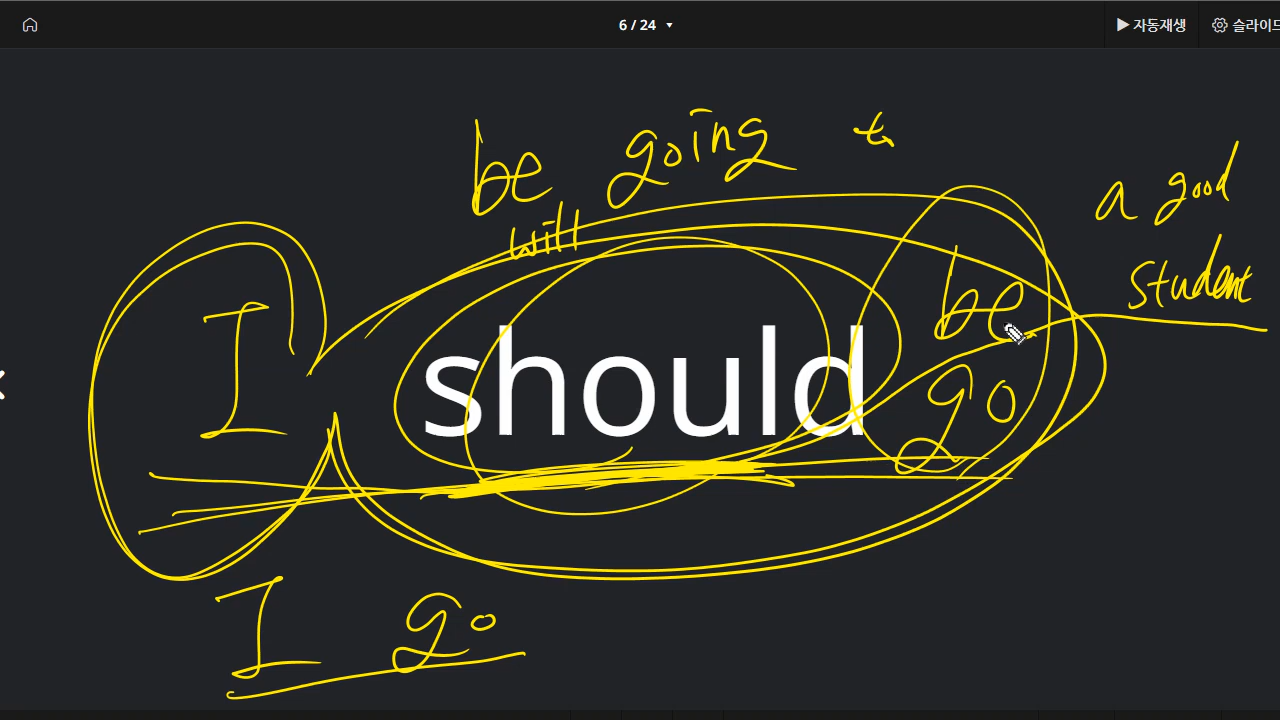 6 / 24
▶ 자동재생
슬라이드
be going to
will
a good
student
I should be
go
I go